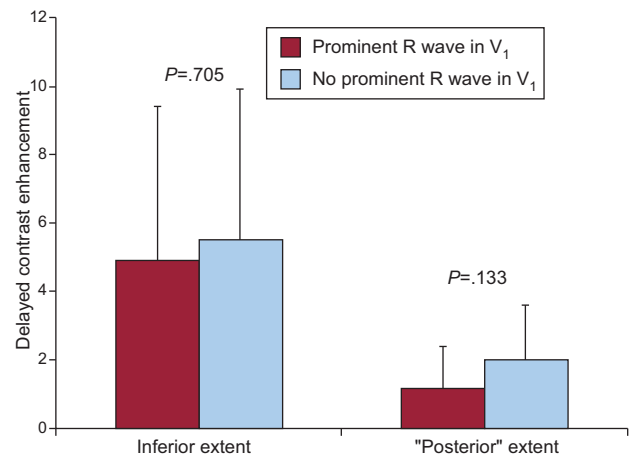 Prominent R wave in V1
No prominent R wave in V1
12
10
8
6
4
2
0
Delayed contrast enhancement
P=.705
P=.133
Inferior extent
"Posterior" extent